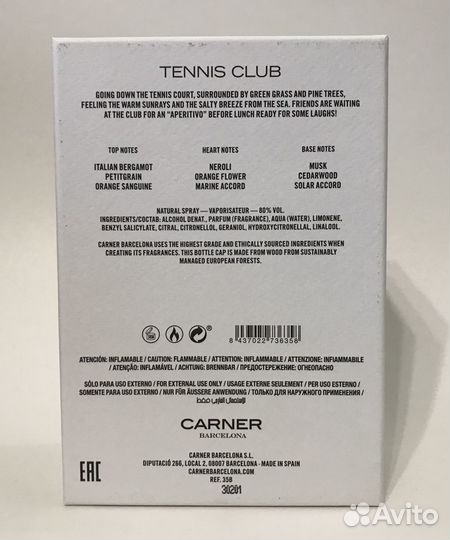 TENNIS CLUB
GOING DOWN THE TENNIS COURT, SURROUNDED BY GREEN GRASS AND PINE TREES,
FEELING THE WARM SUNRAYS AND THE SALTY BREEZE FROM THE SEA. FRIENDS ARE WAITING
AT THE CLUB FOR AN "APERITIVO" BEFORE LUNCH READY FOR SOME LAUGHS!
TOP NOTES HEART NOTES BASE NOTES
ITALIAN BERGAMOT NEROLI MUSK
PETITGRAIN ORANGE FLOWER CEDARWOOD
ORANGE SANGUINE MARINE ACCORD SOLAR ACCORD
NATURAL SPRAY — VAPORISATEUR — 80% VOL.
INGREDIENTS/СОСТАВ: ALCOHOL DENAT., PARFUM (FRAGRANCE), AQUA (WATER), LIMONENE,
BENZYL SALICYLATE, CITRAL, CITRONELLOL, GERANIOL, HYDROXYCITRONELLAL, LINALOOL.
CARNER BARCELONA USES THE HIGHEST GRADE AND ETHICALLY SOURCED INGREDIENTS WHEN
CREATING ITS FRAGRANCES. THIS BOTTLE CAP IS MADE FROM WOOD FROM SUSTAINABLY
MANAGED EUROPEAN FORESTS.
8 437022 736358
ATENCIÓN: INFLAMABLE / CAUTION: FLAMMABLE / ATTENTION: INFLAMMABLE / ATTENZIONE: INFIAMMABILE
/ ATENÇÃO: INFLAMÁVEL / ACHTUNG: BRENNBAR / ПРЕДОСТЕРЕЖЕНИЕ: ОГНЕОПАСНО
SÓLO PARA USO EXTERNO / FOR EXTERNAL USE ONLY / USAGE EXTERNE SEULEMENT / PER USO ESTERNO /
SOMENTE PARA USO EXTERNO / NUR FÜR ÄUSSERE ANWENDUNG / ТОЛЬКО ДЛЯ НАРУЖНОГО ПРИМЕНЕНИЯ /
للإستعمال الخارجي فقط
CARNER
BARCELONA
CARNER BARCELONA S.L.
DIPUTACIÓ 266, LOCAL 2, 08007 BARCELONA — MADE IN SPAIN
CARNERBARCELONA.COM
REF. 35B
30201
EAC
Avito